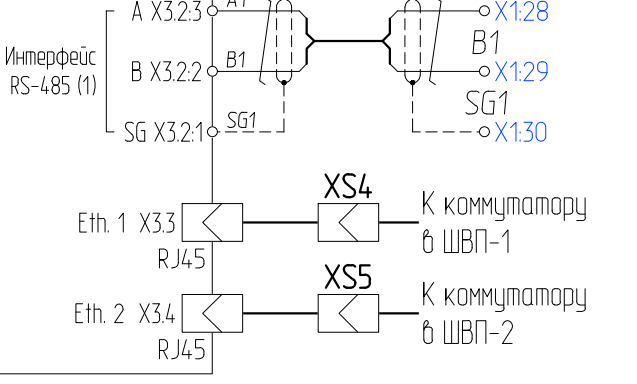 A X3.2:3 A1 X1:28
Интерфейс
RS-485 (1)
B X3.2:2 B1 B1 X1:29
SG X3.2:1 SG1 SG1 X1:30
Eth. 1 X3.3 XS4 К коммутатору
в ШВП-1
RJ45
Eth. 2 X3.4 XS5 К коммутатору
в ШВП-2
RJ45